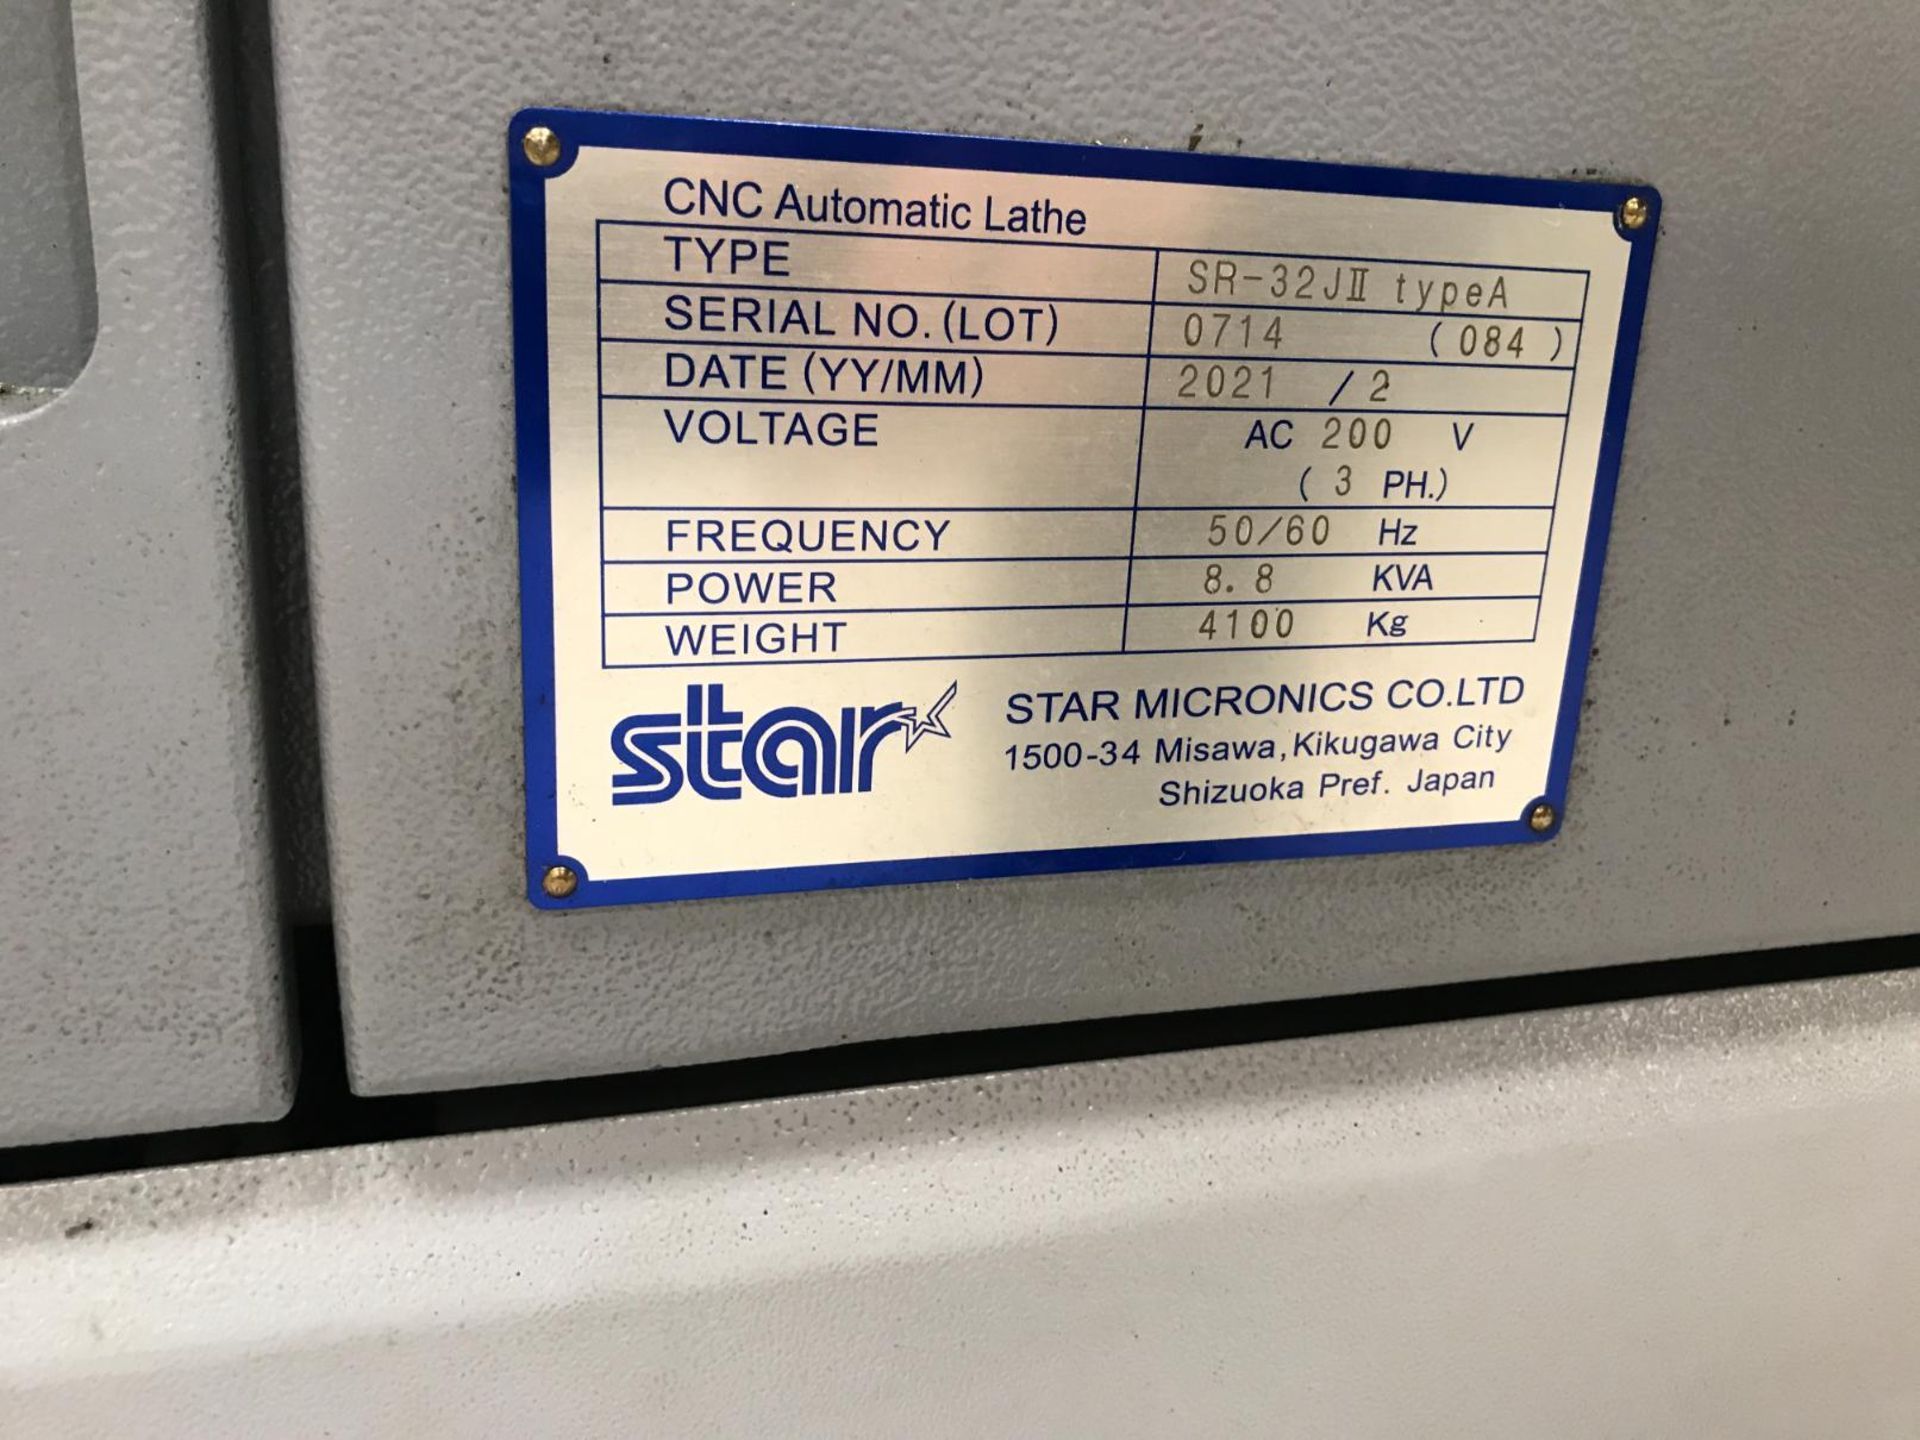 CNC Automatic Lathe
TYPE SR-32JⅡ typeA
SERIAL NO. (LOT) 0714 (084)
DATE (YY/MM) 2021 /2
VOLTAGE AC 200 V
(3 PH.)
FREQUENCY 50/60 Hz
POWER 8.8 KVA
WEIGHT 4100 Kg
star STAR MICRONICS CO.LTD
1500-34 Misawa, Kikugawa City
Shizuoka Pref. Japan